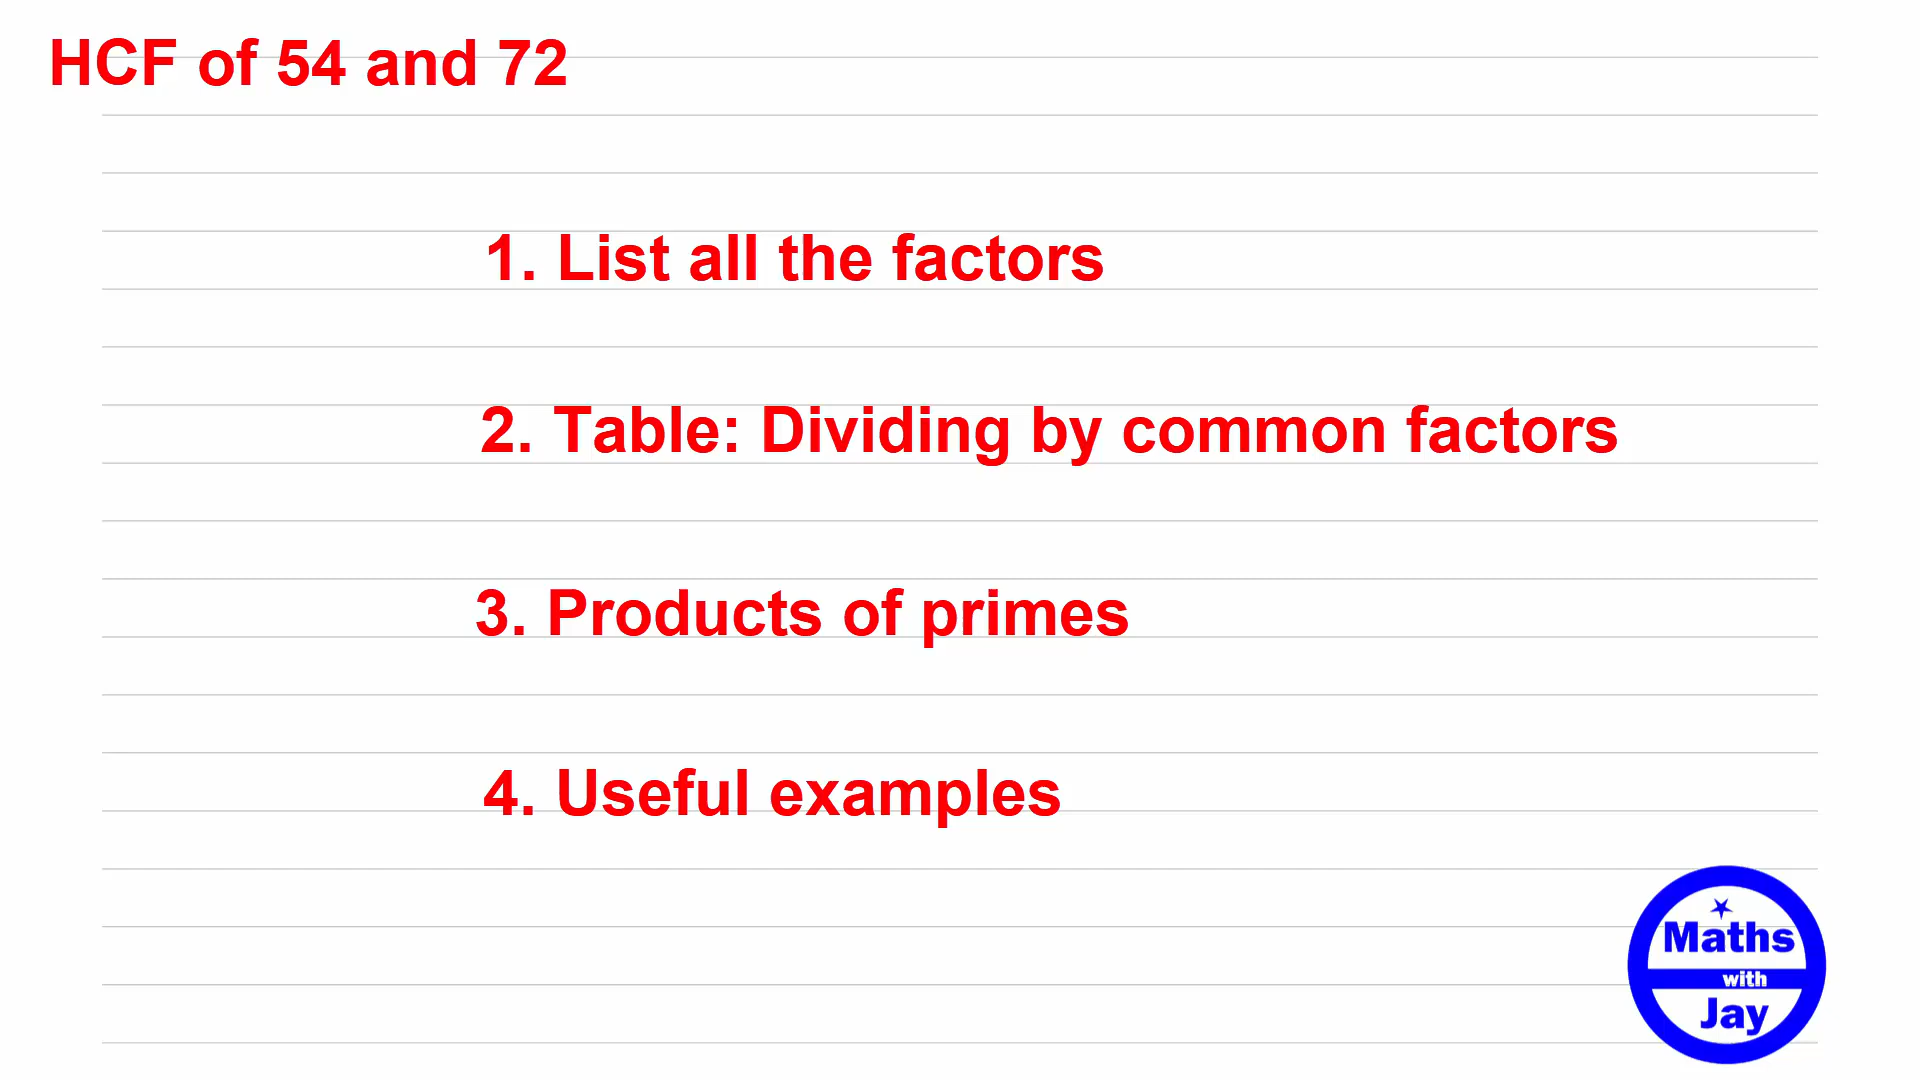 HCF of 54 and 72
1. List all the factors
2. Table: Dividing by common factors
3. Products of primes
4. Useful examples
Maths
with
Jay